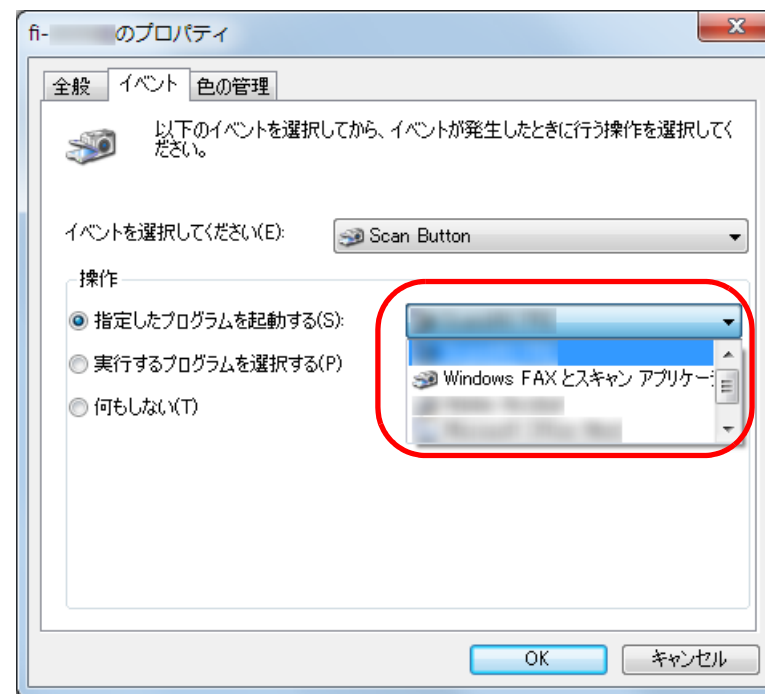 fi-
のプロパティ
全般 イベント 色の管理
以下のイベントを選択してから、イベントが発生したときに行う操作を選択してく
ださい。
イベントを選択してください(E): Scan Button
操作
指定したプログラムを起動する(S):
実行するプログラムを選択する(P)
Windows FAX とスキャン アプリケー
何もしない(T)
OK キャンセル